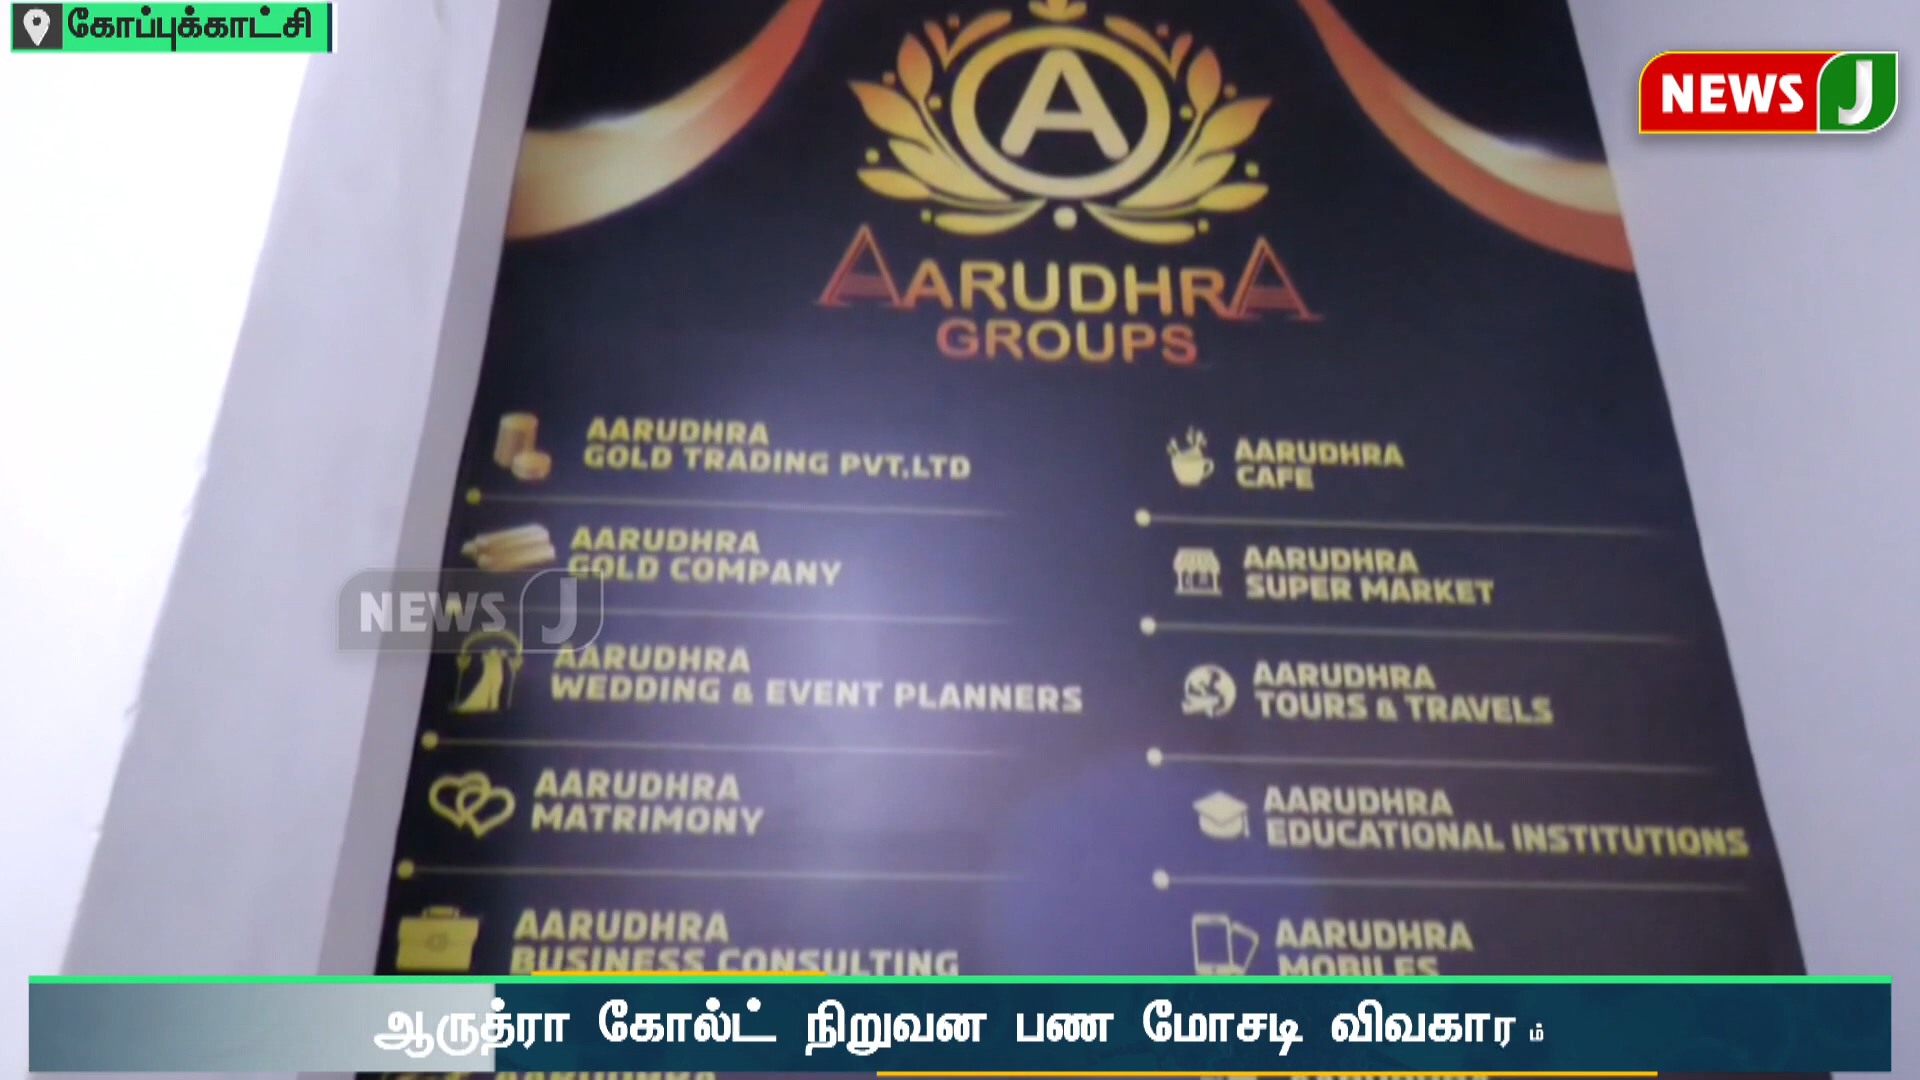 கோப்புக்காட்சி
NEWS J
A
AARUDHRA
GROUPS
AARUDHRA
GOLD TRADING PVT.LTD
AARUDHRA
GOLD COMPANY
AARUDHRA
WEDDING & EVENT PLANNERS
AARUDHRA
MATRIMONY
AARUDHRA
BUSINESS CONSULTING
AARUDHRA
CAFE
AARUDHRA
SUPER MARKET
AARUDHRA
TOURS & TRAVELS
AARUDHRA
EDUCATIONAL INSTITUTIONS
AARUDHRA
MOBILES
NEWS J
ஆருத்ரா கோல்ட் நிறுவன பண மோசடி விவகாரம்